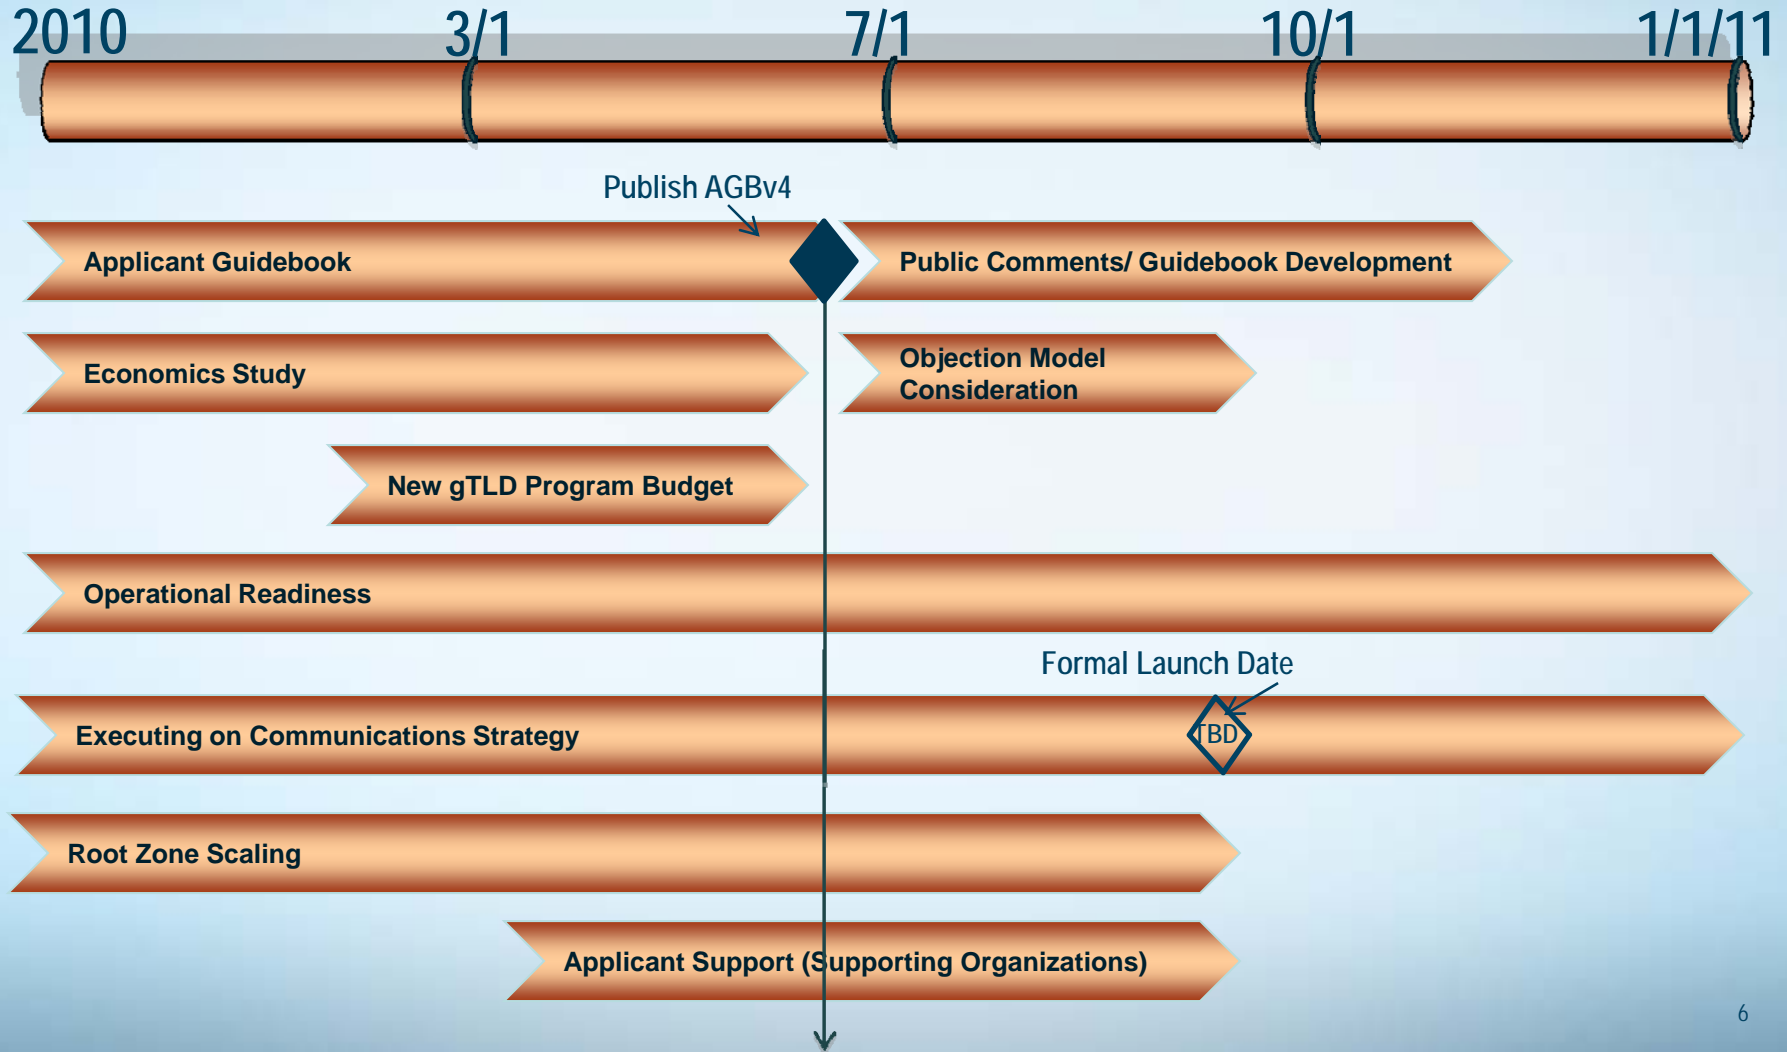 2010 3/1 7/1 10/1 1/1/11
Publish AGBv4
Applicant Guidebook
Public Comments/ Guidebook Development
Economics Study
Objection Model
Consideration
New gTLD Program Budget
Operational Readiness
Formal Launch Date
Executing on Communications Strategy
TBD
Root Zone Scaling
Applicant Support (Supporting Organizations)
6